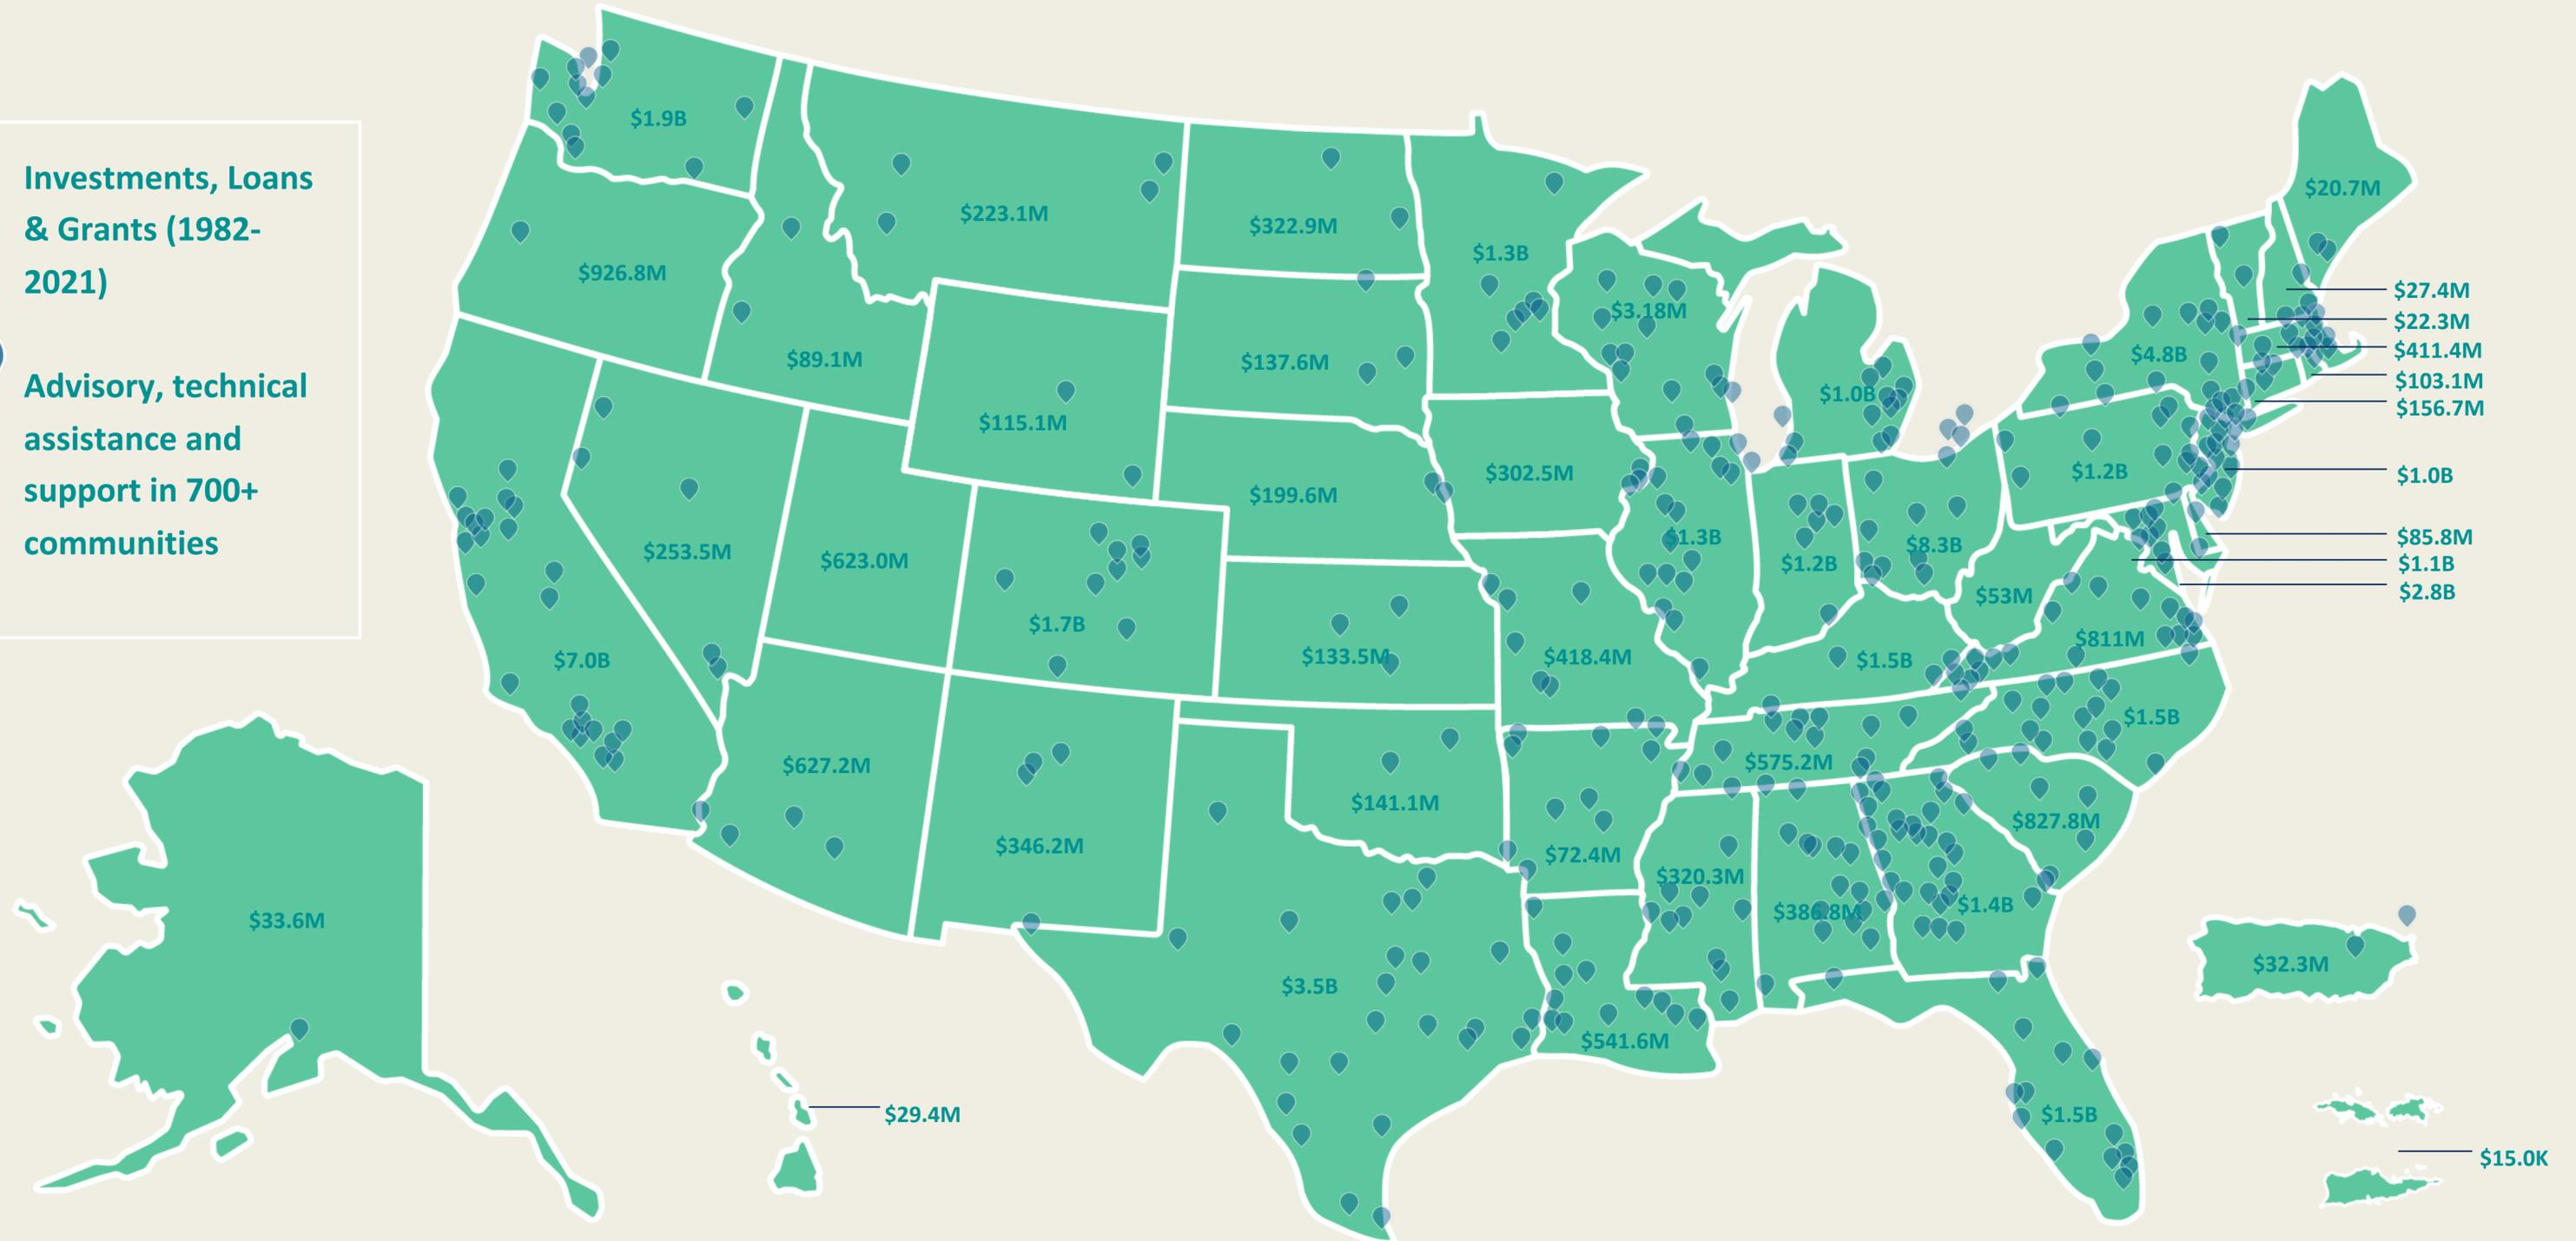 Investments, Loans
& Grants (1982-
2021)
Advisory, technical
assistance and
support in 700+
communities
$1.9B
$20.7M
$223.1M
$322.9M
$1.3B
$926.8M
$27.4M
$3.18M
$22.3M
$411.4M
$4.8B
$89.1M
$137.6M
$103.1M
$1.0B
$156.7M
$115.1M
$302.5M
$1.2B
$1.0B
$199.6M
$1.3B
$85.8M
$8.3B
$253.5M
$623.0M
$1.2B
$1.1B
$2.8B
$53M
$1.7B
$811M
$7.0B
$133.5M
$418.4M
$1.5B
$1.5B
$627.2M
$575.2M
$141.1M
$827.8M
$346.2M
$72.4M
$320.3M
$386.8M
$1.4B
$33.6M
$32.3M
$3.5B
$541.6M
$29.4M
$1.5B
$15.0K